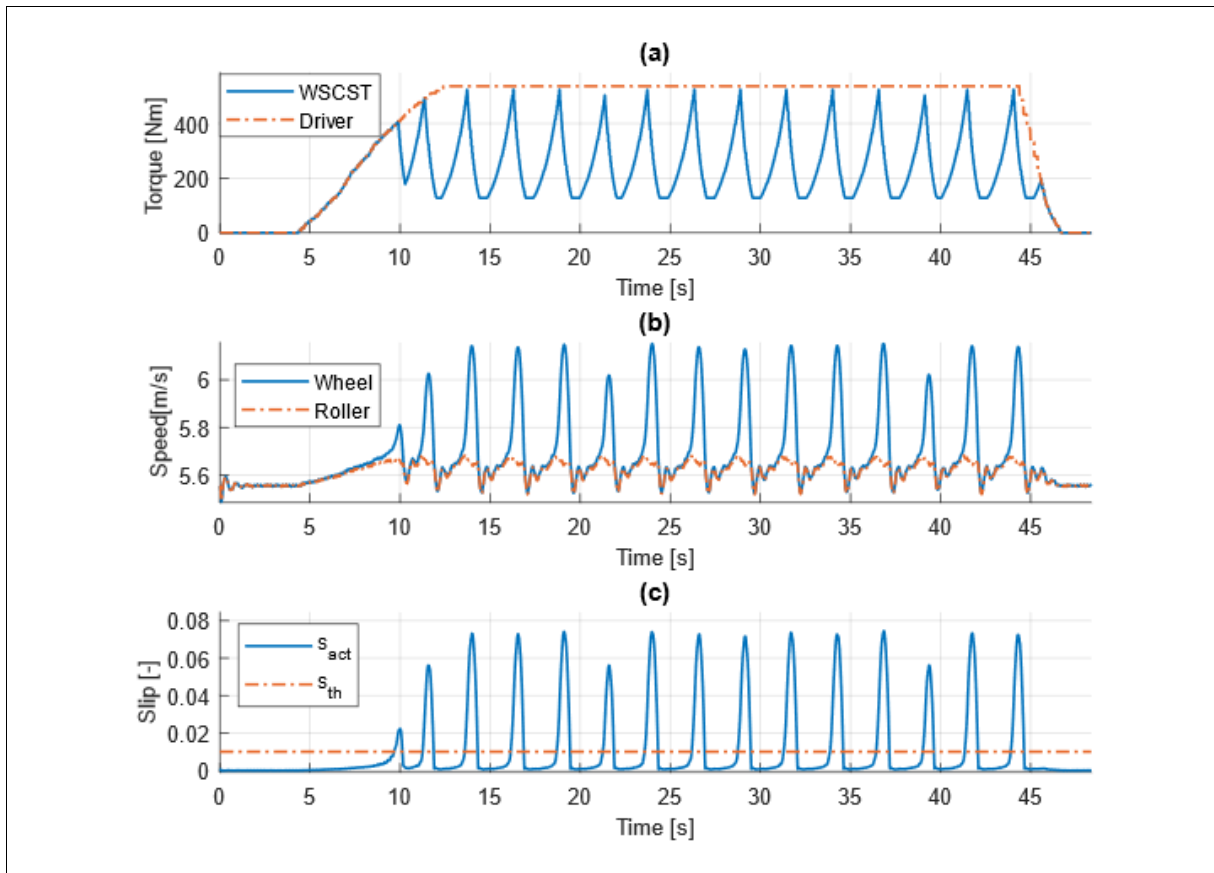 (a)
WSCST
Driver
Torque [Nm]
400
200
0
0 5 10 15 20 25 30 35 40 45
Time [s]
(b)
Wheel
Roller
Speed[m/s]
6
5.8
5.6
0 5 10 15 20 25 30 35 40 45
Time [s]
(c)
s_act
s_th
Slip [-]
0.08
0.06
0.04
0.02
0
0 5 10 15 20 25 30 35 40 45
Time [s]